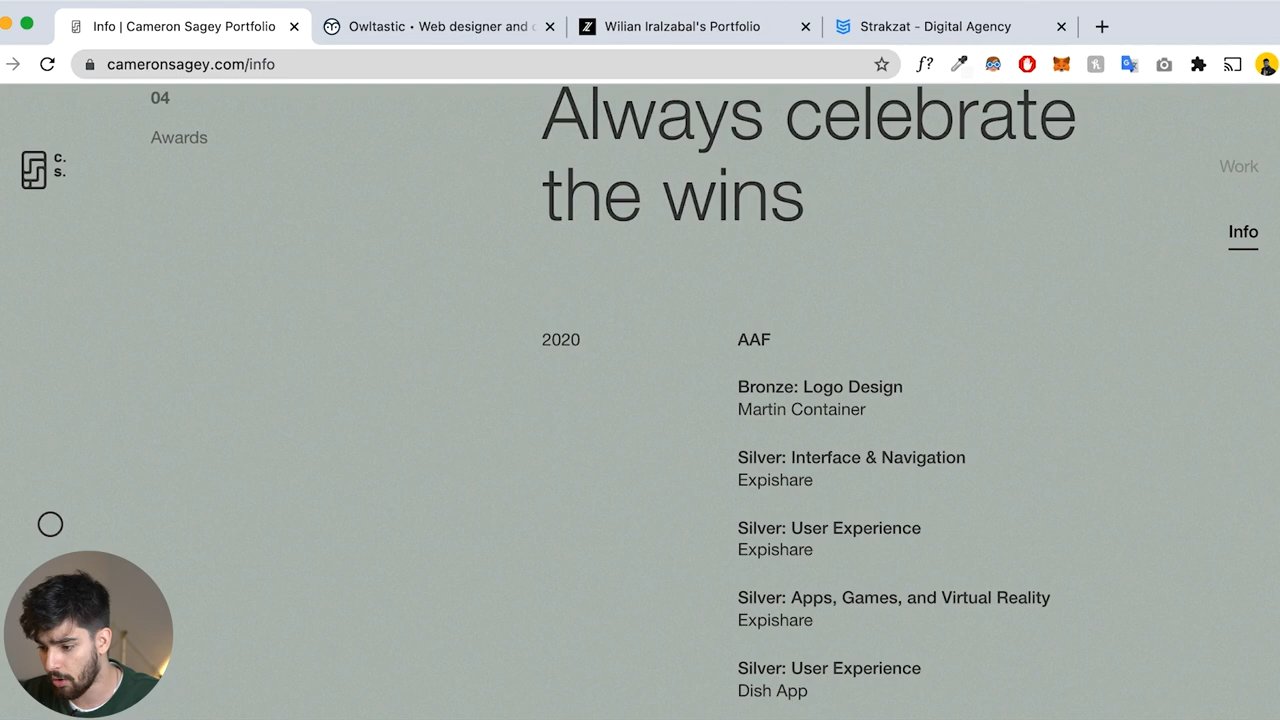 Info | Cameron Sagey Portfolio
Owltastic • Web designer and
Wilian Iralzabal's Portfolio
Strakzat - Digital Agency
cameronsagey.com/info
f?
04
Awards
c.
s.
Always celebrate
the wins
Work
Info
2020
AAF
Bronze: Logo Design
Martin Container
Silver: Interface & Navigation
Expishare
Silver: User Experience
Expishare
Silver: Apps, Games, and Virtual Reality
Expishare
Silver: User Experience
Dish App